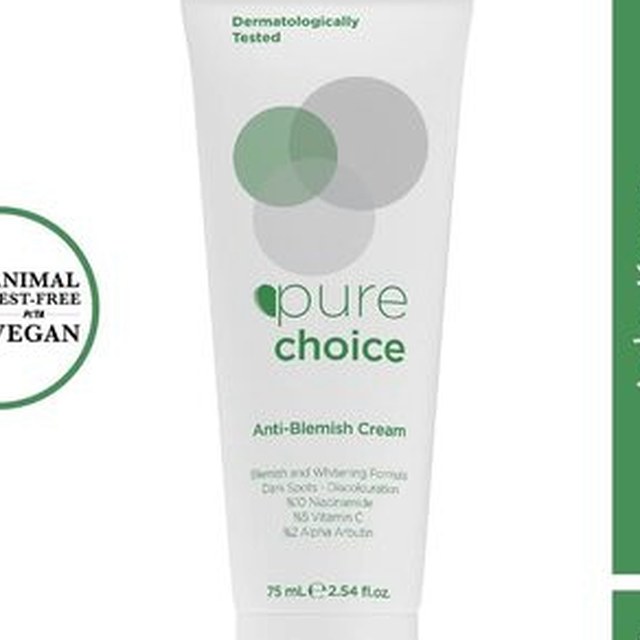 Dermatologically
Tested
ANIMAL
TEST-FREE
PETA
VEGAN
pure
choice
Anti-Blemish Cream
Blemish and Whitening Formula
Dark Spots - Discolouration
%10 Niacinamide
%5 Vitamin C
%2 Alpha Arbutin
75 mL ℮ 2.54 fl.oz.